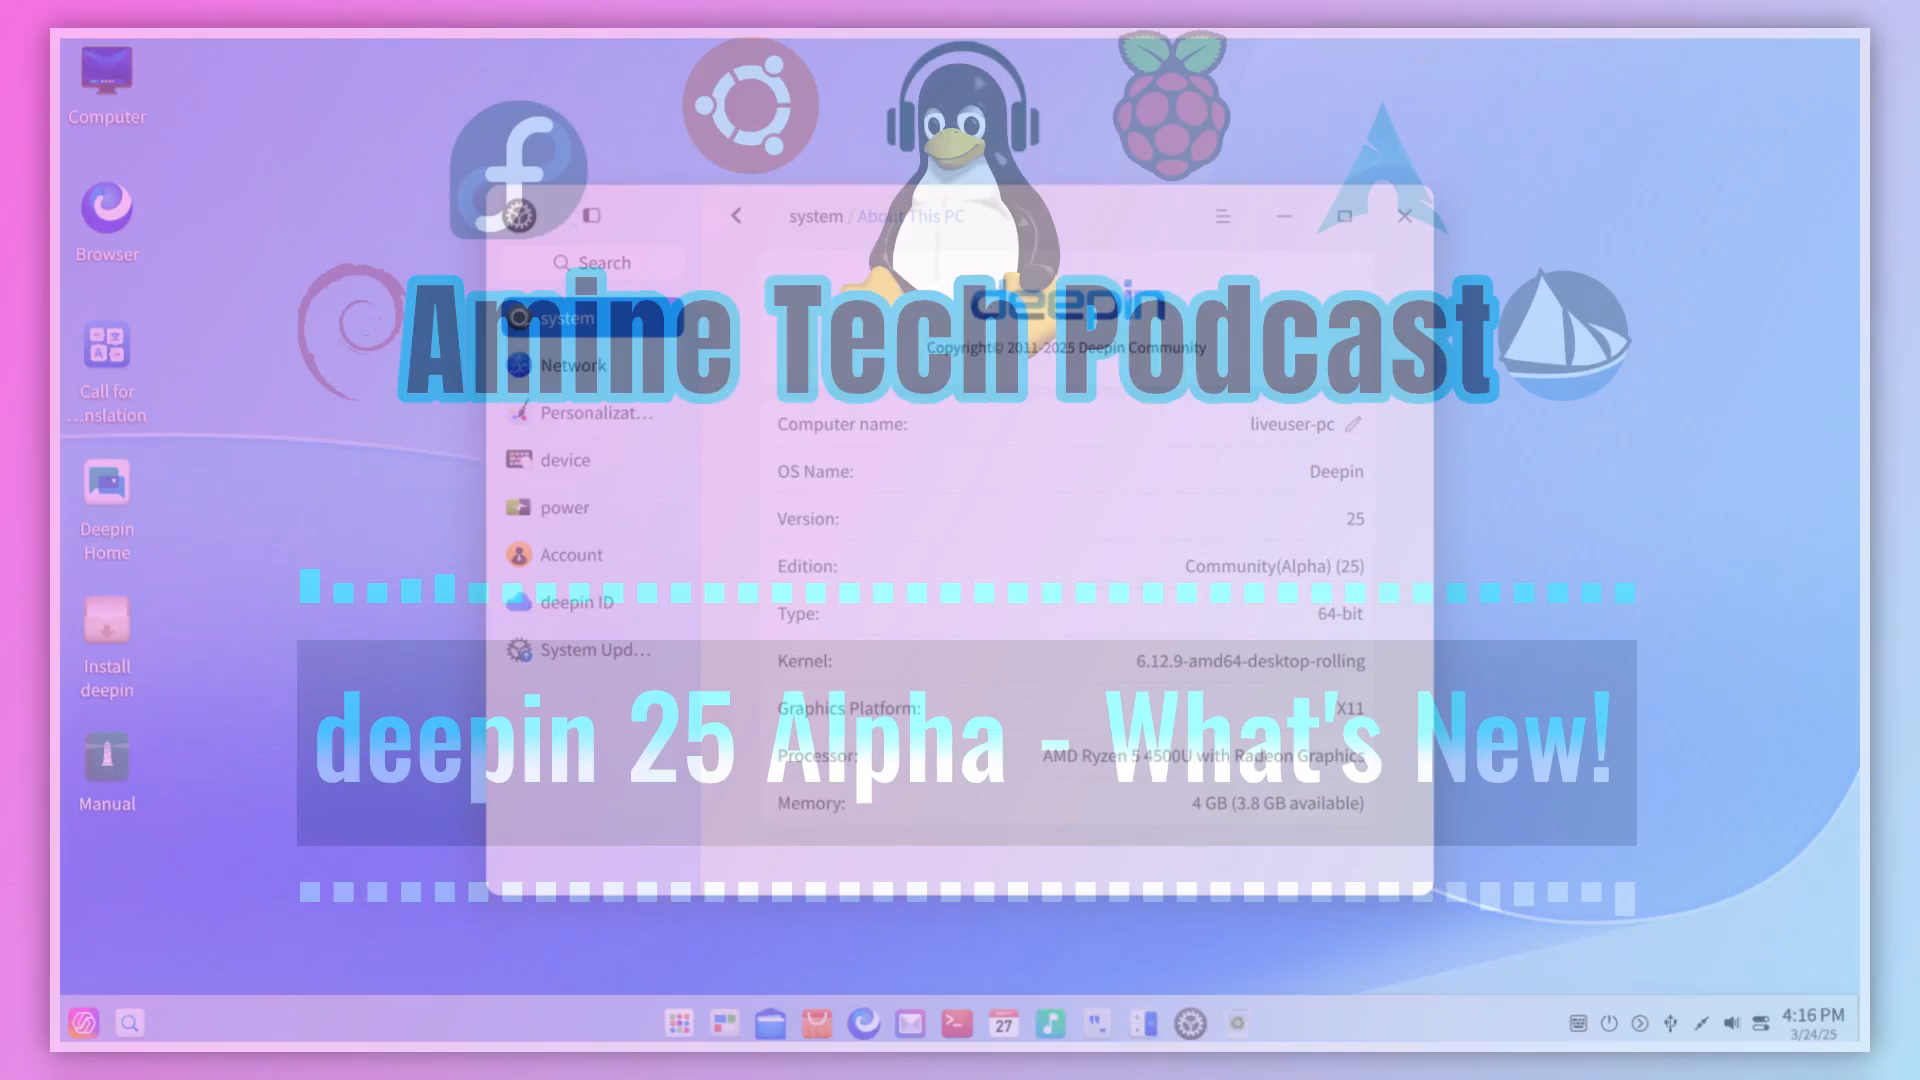 Computer
Browser
Call for
...nslation
Deepin
Home
Install
deepin
Manual
system / About This PC
Search
system
Network
Personalizat...
device
power
Account
deepin ID
System Upd...
deepin
Copyright© 2011-2025 Deepin Community
Computer name: liveuser-pc
OS Name: Deepin
Version: 25
Edition: Community(Alpha) (25)
Type: 64-bit
Kernel: 6.12.9-amd64-desktop-rolling
Graphics Platform: X11
Processor: AMD Ryzen 5 4500U with Radeon Graphics
Memory: 4 GB (3.8 GB available)
Amine Tech Podcast
deepin 25 Alpha - What's New!
27
4:16 PM
3/24/25